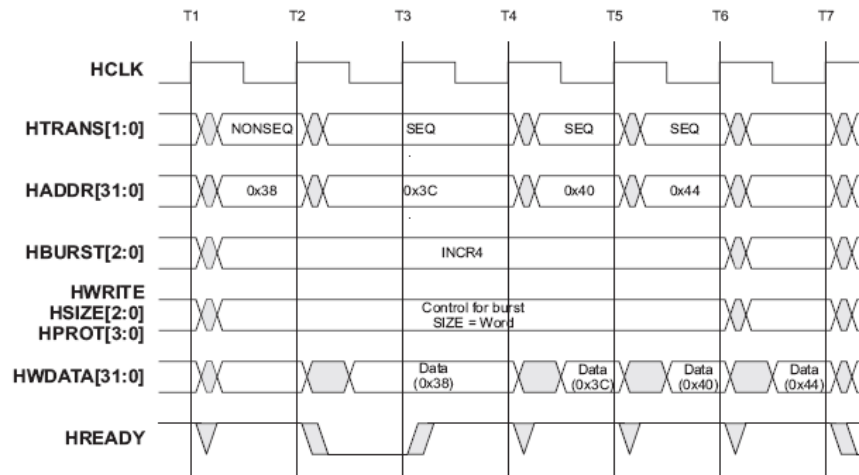 T1 T2 T3 T4 T5 T6 T7
HCLK
HTRANS[1:0] NONSEQ SEQ SEQ SEQ
HADDR[31:0] 0x38 0x3C 0x40 0x44
HBURST[2:0] INCR4
HWRITE
HSIZE[2:0] Control for burst
HPROT[3:0] SIZE = Word
HWDATA[31:0] Data Data Data Data
(0x38) (0x3C) (0x40) (0x44)
HREADY